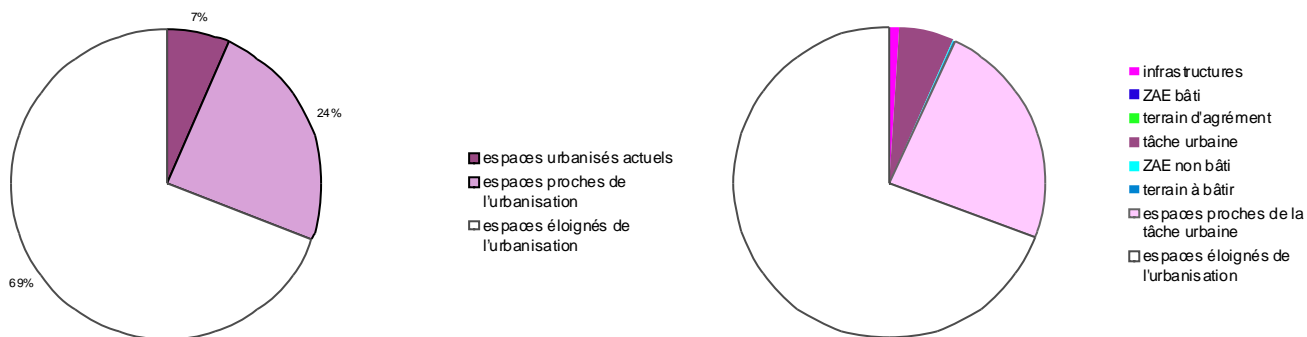 7%
24%
69%
espaces urbanisés actuels
espaces proches de
l'urbanisation
espaces éloignés de
l'urbanisation
infrastructures
ZAE bâti
terrain d'agrément
tâche urbaine
ZAE non bâti
terrain à bâtir
espaces proches de la
tâche urbaine
espaces éloignés de
l'urbanisation